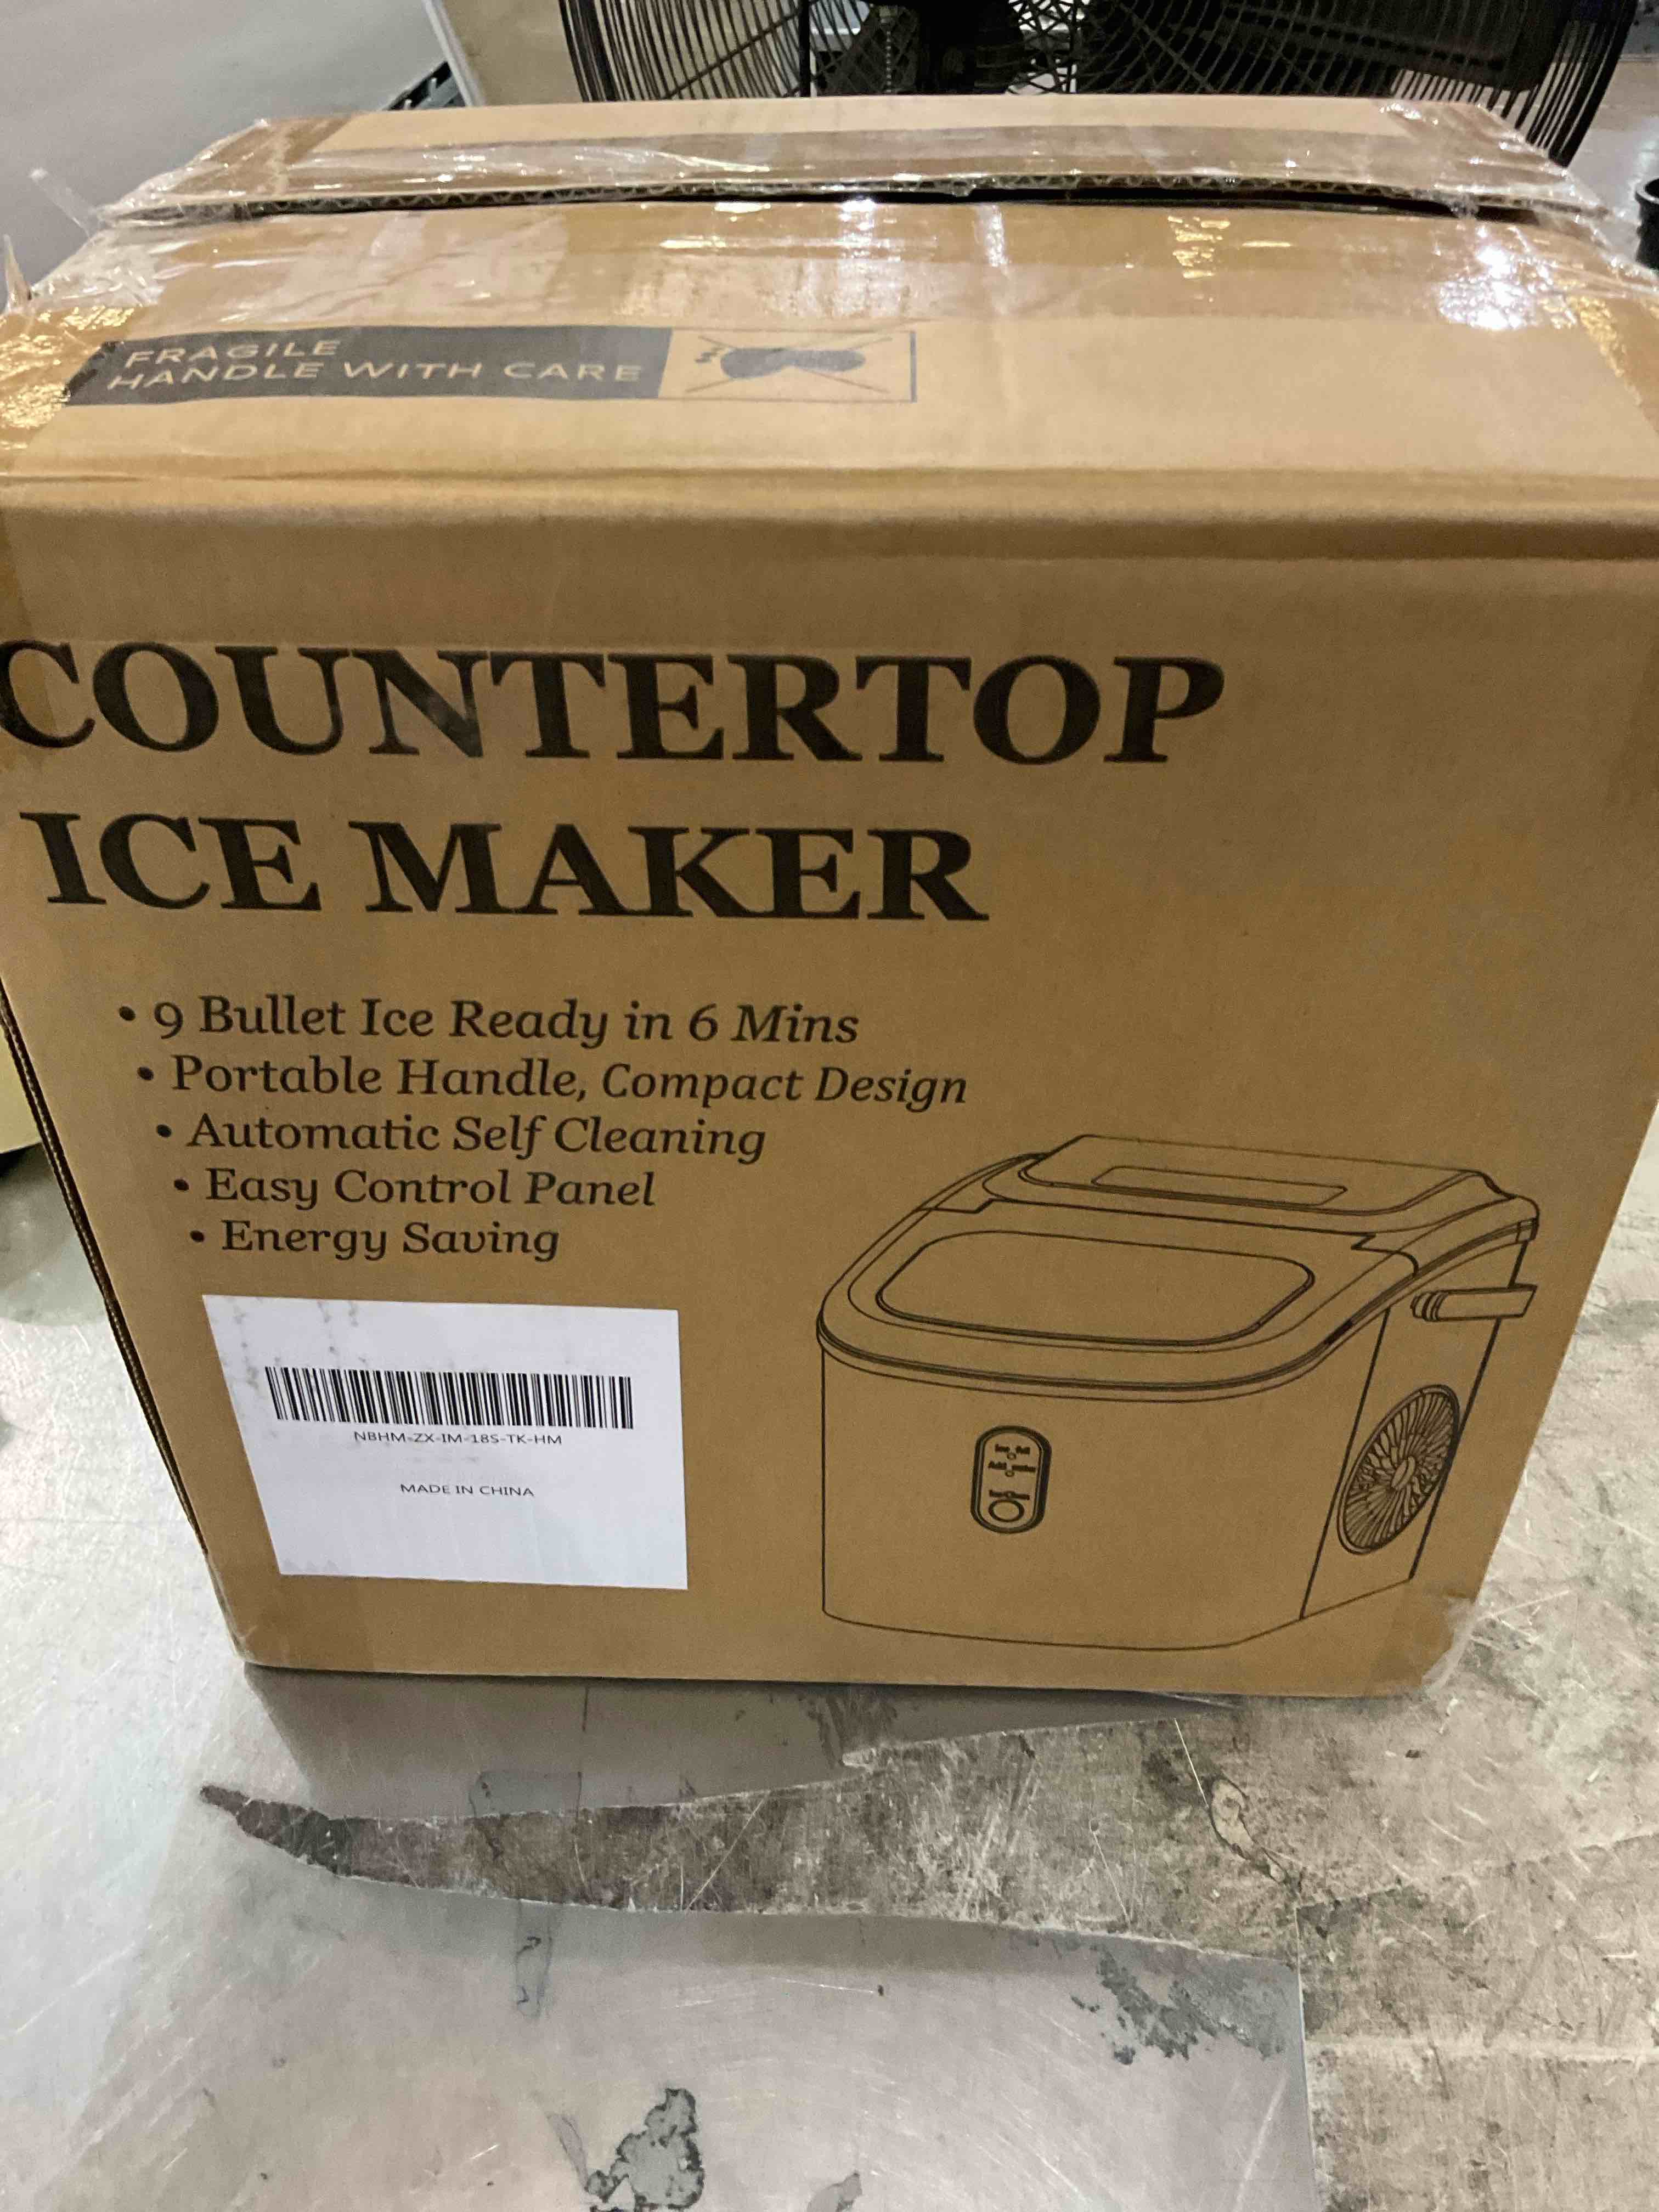 FRAGILE
HANDLE WITH CARE
COUNTERTOP
ICE MAKER
• 9 Bullet Ice Ready in 6 Mins
• Portable Handle, Compact Design
• Automatic Self Cleaning
• Easy Control Panel
• Energy Saving
NBHM-ZX-IM-18S-TK-HM
MADE IN CHINA